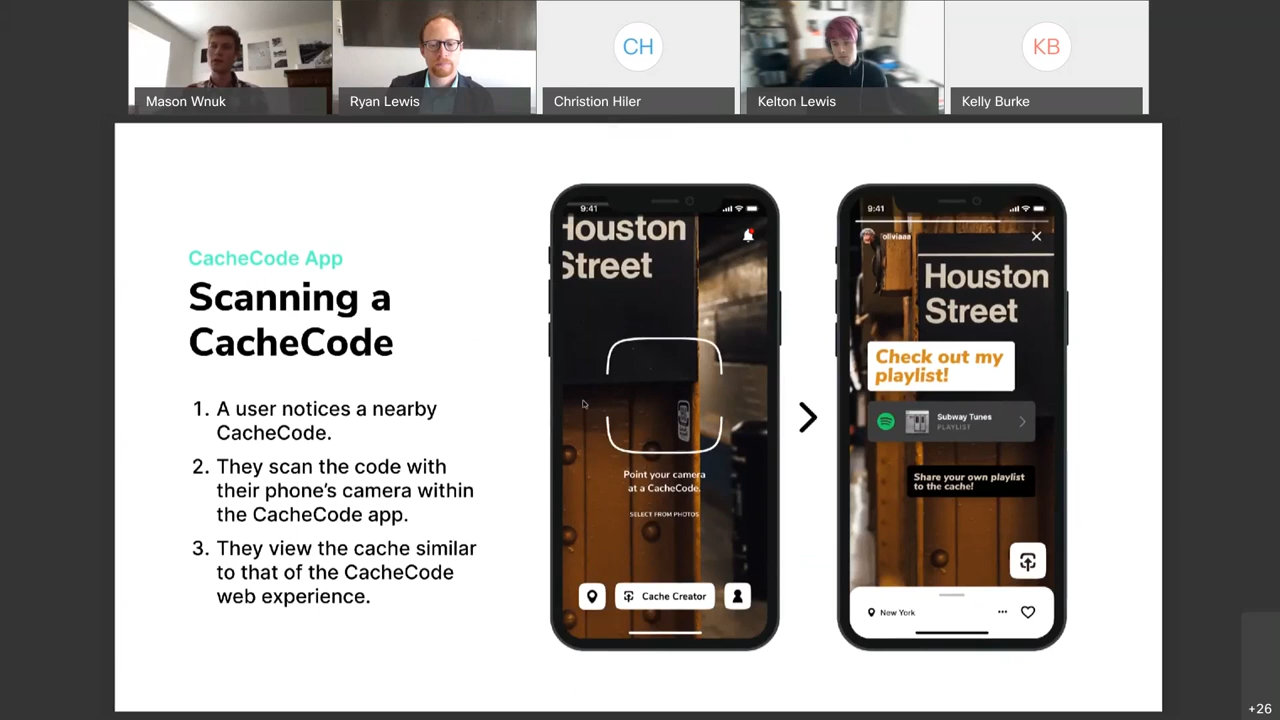 CH
KB
Mason Wnuk
Ryan Lewis
Christion Hiler
Kelton Lewis
Kelly Burke
CacheCode App
Scanning a
CacheCode
1. A user notices a nearby
CacheCode.
2. They scan the code with
their phone's camera within
the CacheCode app.
3. They view the cache similar
to that of the CacheCode
web experience.
9:41
Houston
Street
Point your camera
at a CacheCode.
SELECT FROM PHOTOS
Cache Creator
9:41
oliviaaa
Houston
Street
Check out my
playlist!
Subway Tunes
PLAYLIST
Share your own playlist
to the cache!
New York
+26